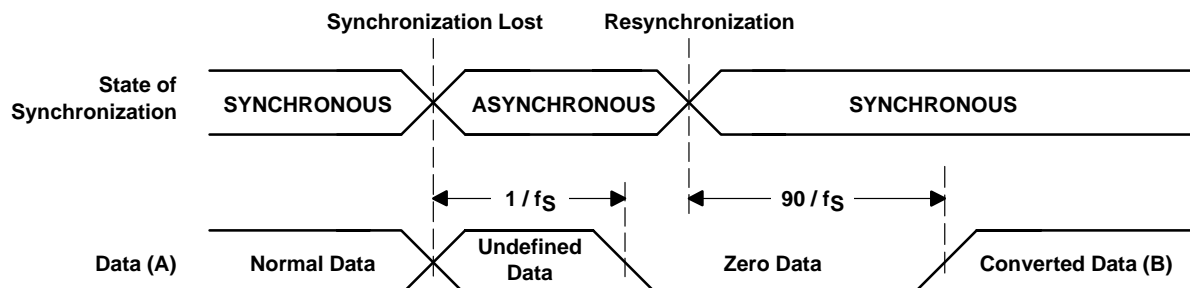 Synchronization Lost
Resynchronization
State of
Synchronization
SYNCHRONOUS
ASYNCHRONOUS
SYNCHRONOUS
1 / fS
90 / fS
Data (A)
Normal Data
Undefined
Data
Zero Data
Converted Data (B)